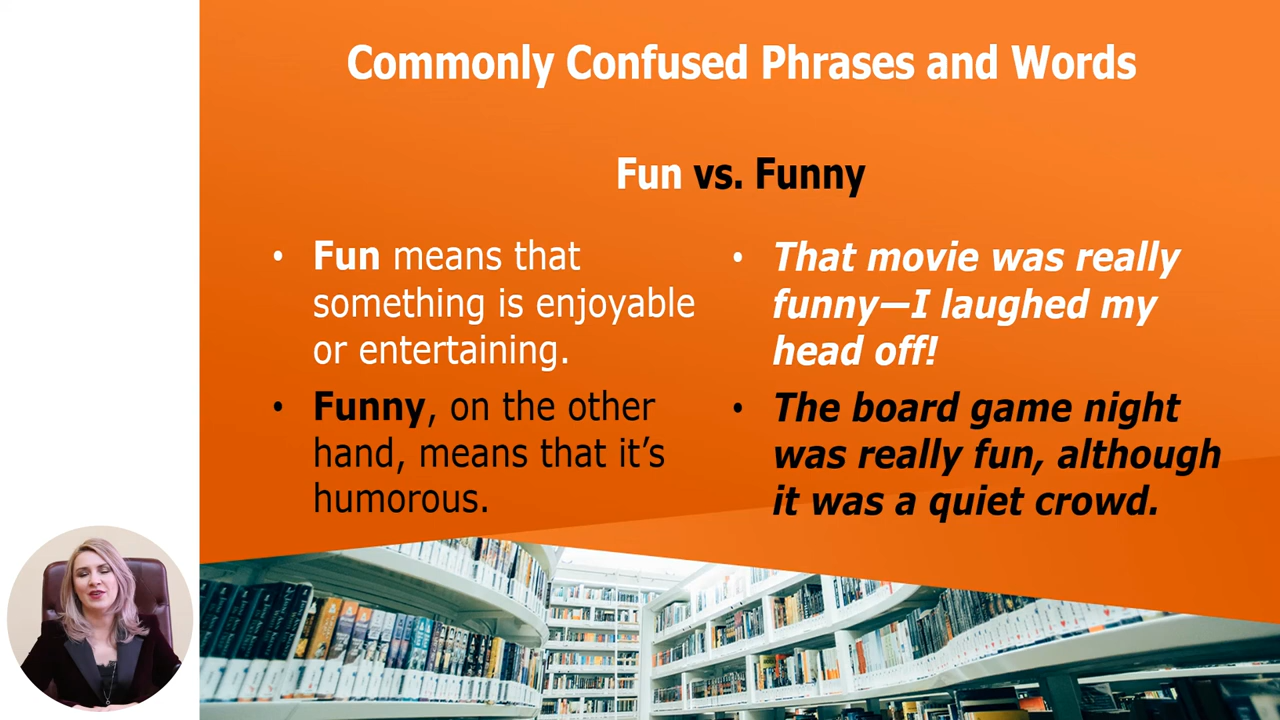 Commonly Confused Phrases and Words
Fun vs. Funny
• Fun means that
something is enjoyable
or entertaining.
• Funny, on the other
hand, means that it’s
humorous.
• That movie was really
funny—I laughed my
head off!
• The board game night
was really fun, although
it was a quiet crowd.